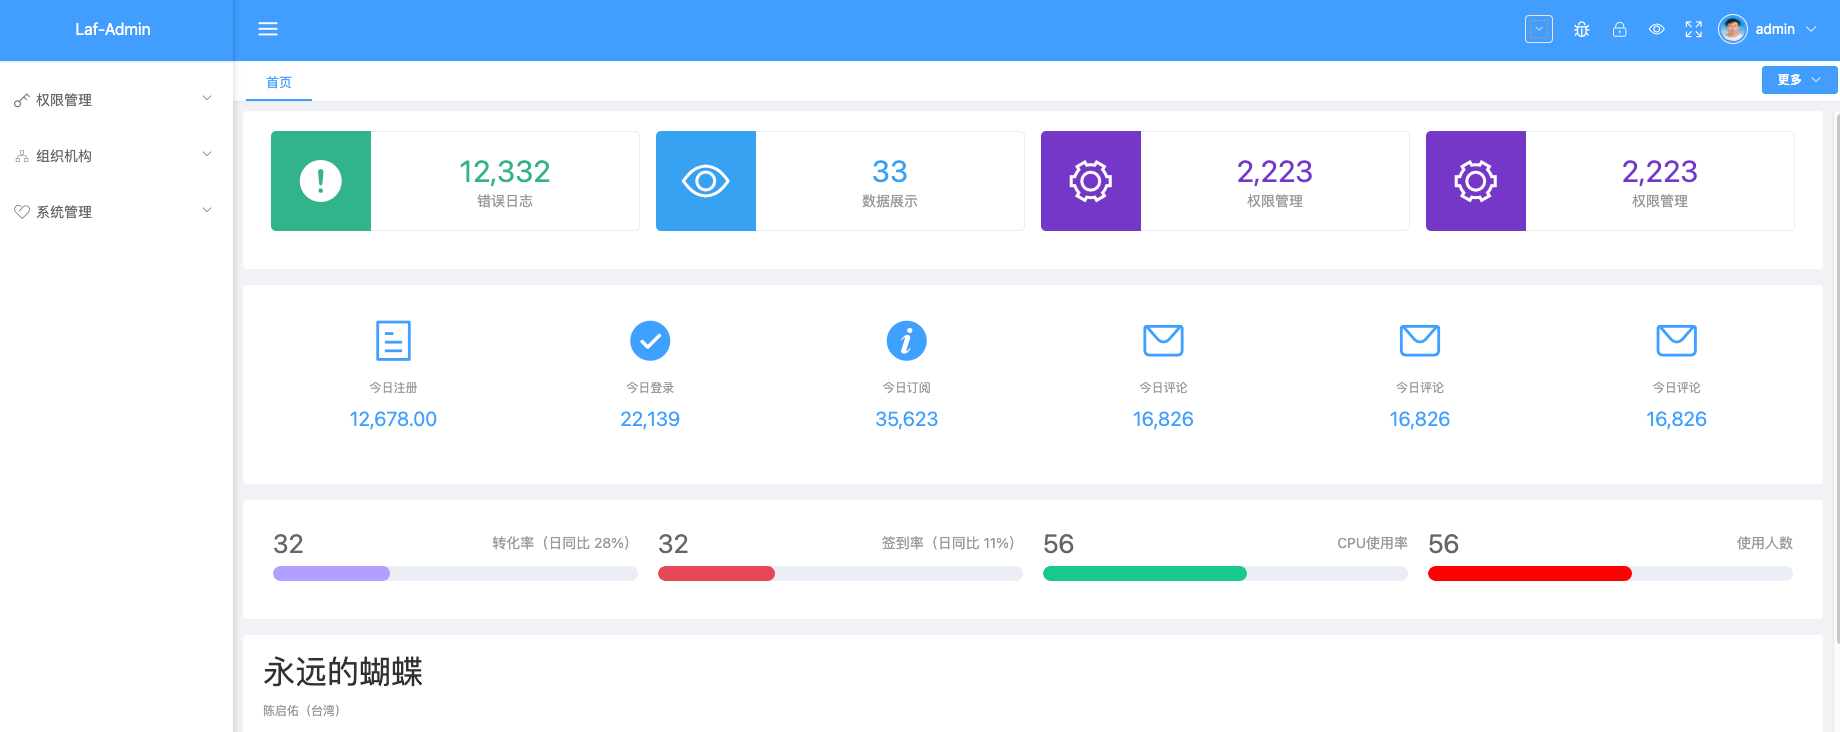 Laf-Admin
admin
权限管理
组织机构
系统管理
首页
更多
12,332
错误日志
33
数据展示
2,223
权限管理
2,223
权限管理
今日注册
12,678.00
今日登录
22,139
今日订阅
35,623
今日评论
16,826
今日评论
16,826
今日评论
16,826
32 转化率（日同比 28%）
32 签到率（日同比 11%）
56 CPU使用率
56 使用人数
永远的蝴蝶
陈启佑（台湾）